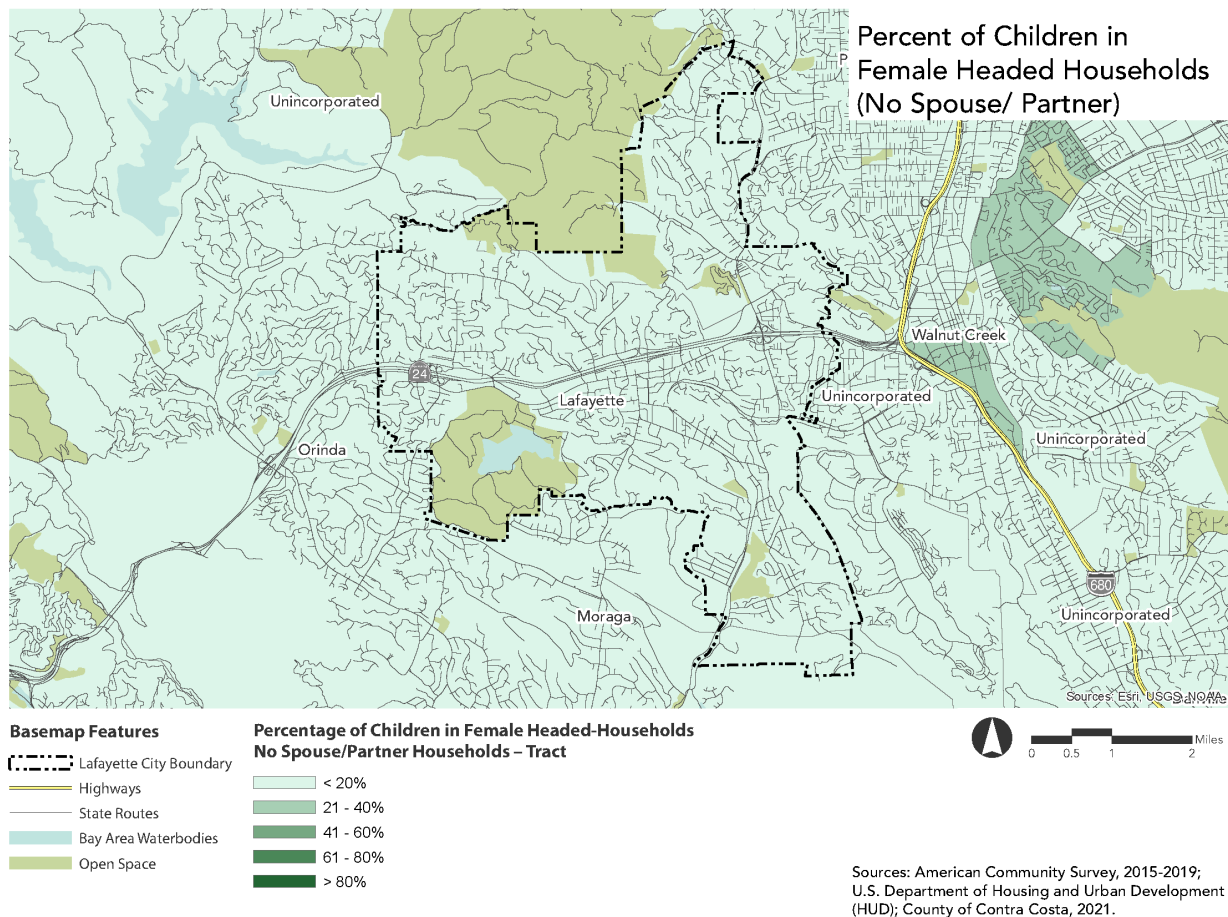 Percent of Children in
Female Headed Households
(No Spouse/ Partner)
Unincorporated
Walnut Creek
24
Lafayette
Unincorporated
Orinda
Unincorporated
680
Moraga
Unincorporated
Sources: Esri, USGS, NOAA
Basemap Features
Lafayette City Boundary
Highways
State Routes
Bay Area Waterbodies
Open Space
Percentage of Children in Female Headed-Households
No Spouse/Partner Households – Tract
< 20%
21 - 40%
41 - 60%
61 - 80%
> 80%
Miles
0 0.5 1 2
Sources: American Community Survey, 2015-2019;
U.S. Department of Housing and Urban Development
(HUD); County of Contra Costa, 2021.